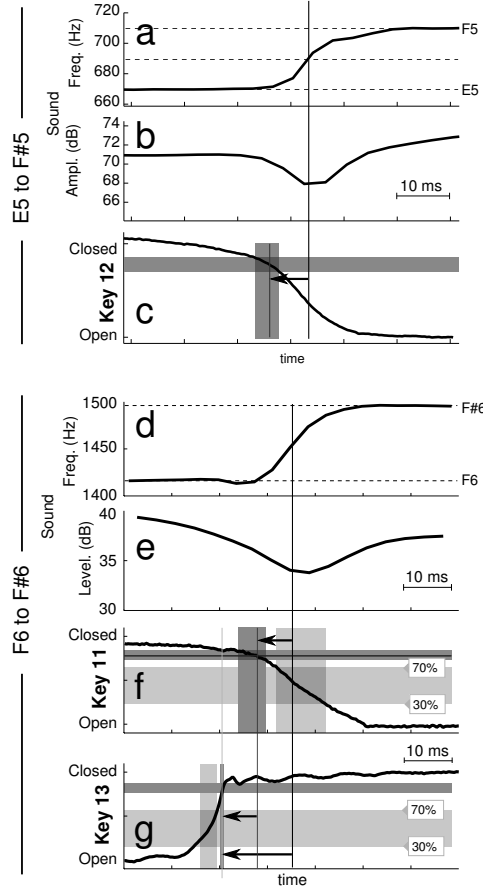 E5 to F#5
Sound
a
Freq. (Hz)
720
700
680
660
F5
E5
b
Ampl. (dB)
74
72
70
68
66
10 ms
c
Key 12
Closed
Open
time
F6 to F#6
Sound
d
Freq. (Hz)
1500
1450
1400
F#6
F6
e
Level. (dB)
40
35
30
10 ms
f
Key 11
Closed
Open
70%
30%
10 ms
g
Key 13
Closed
Open
70%
30%
time